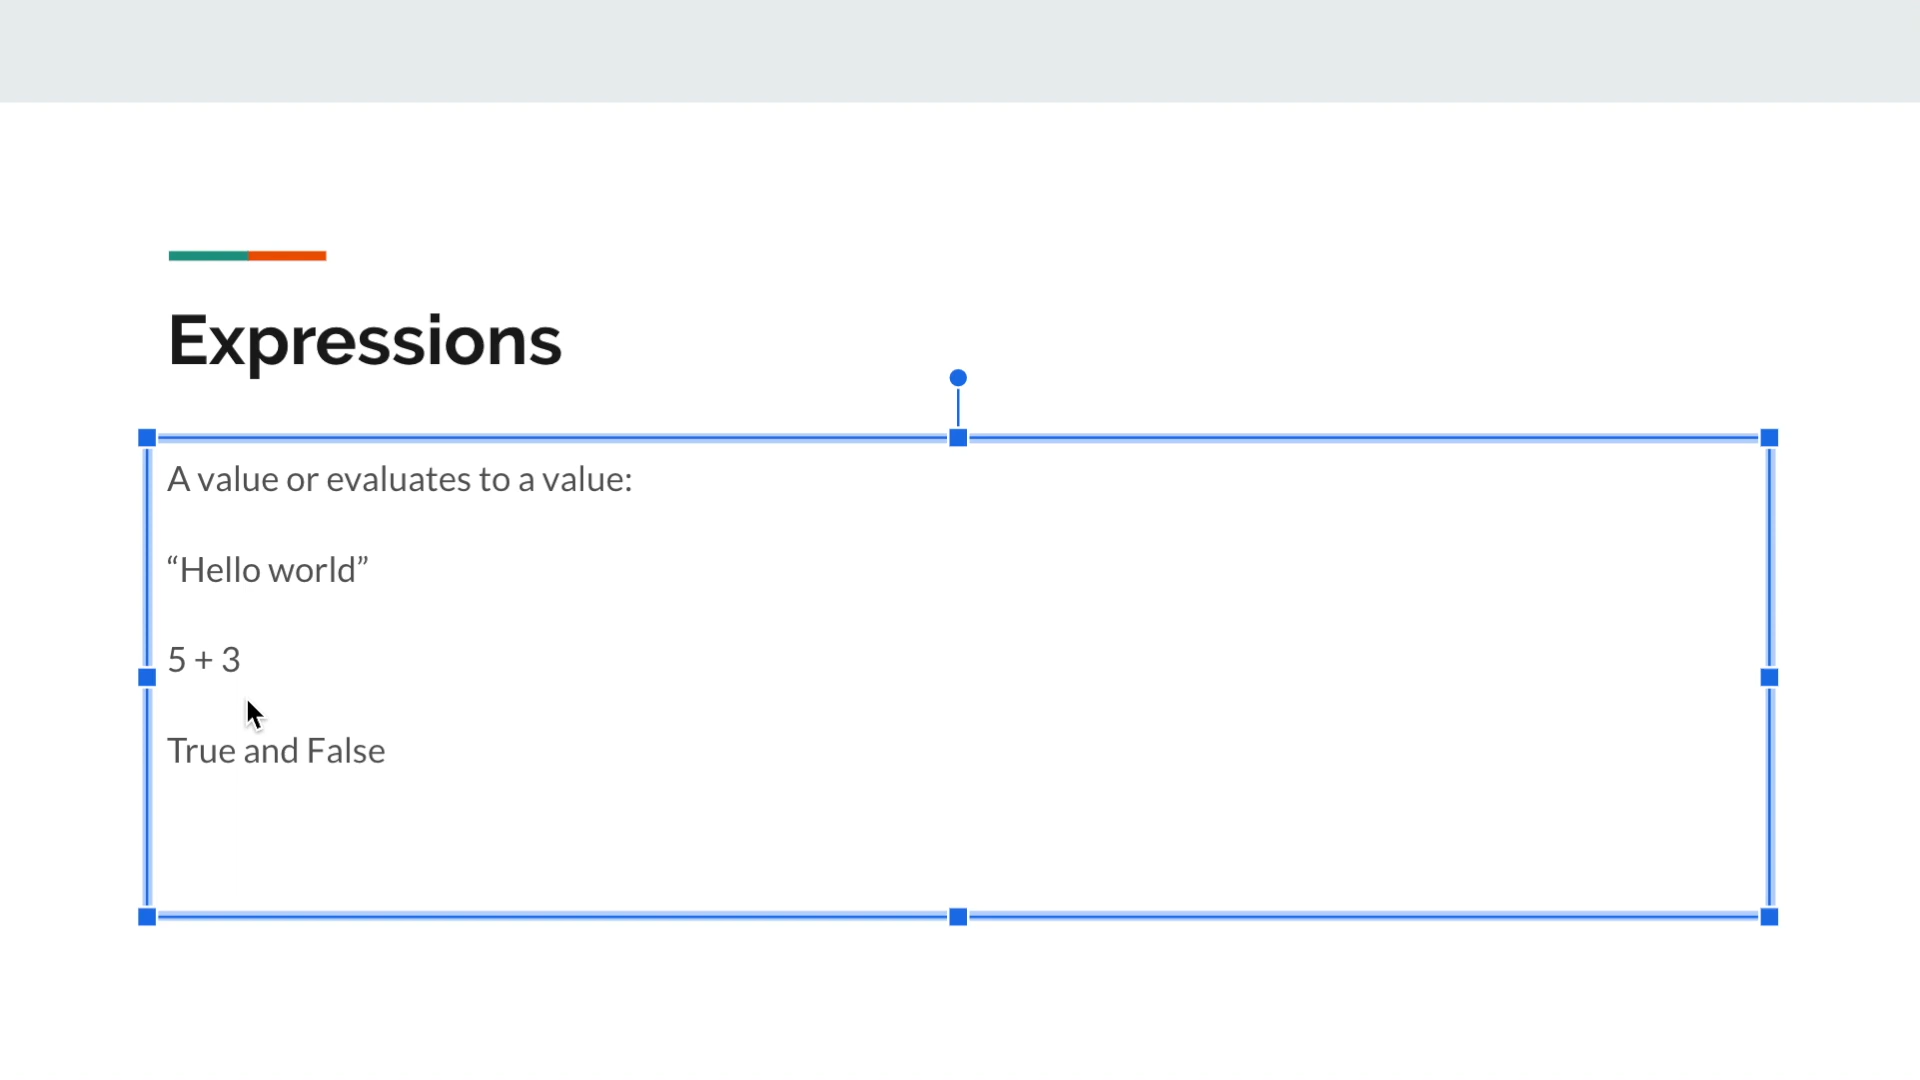 Expressions
A value or evaluates to a value:
“Hello world”
5 + 3
True and False